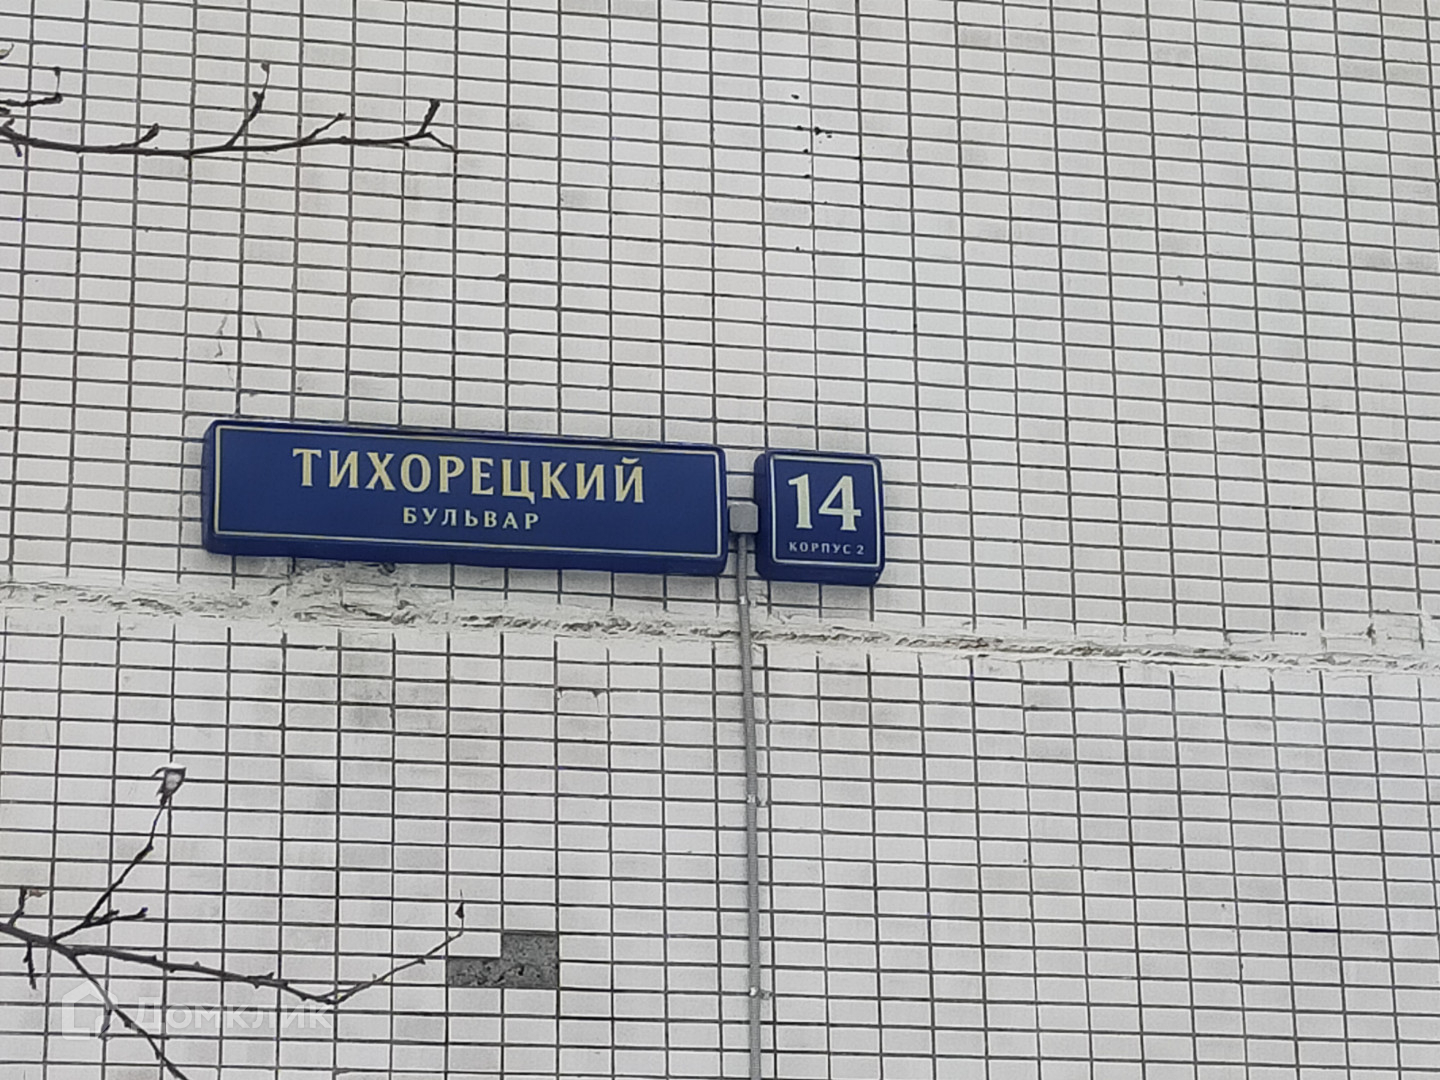 ТИХОРЕЦКИЙ
БУЛЬВАР
14
КОРПУС 2
Домклик